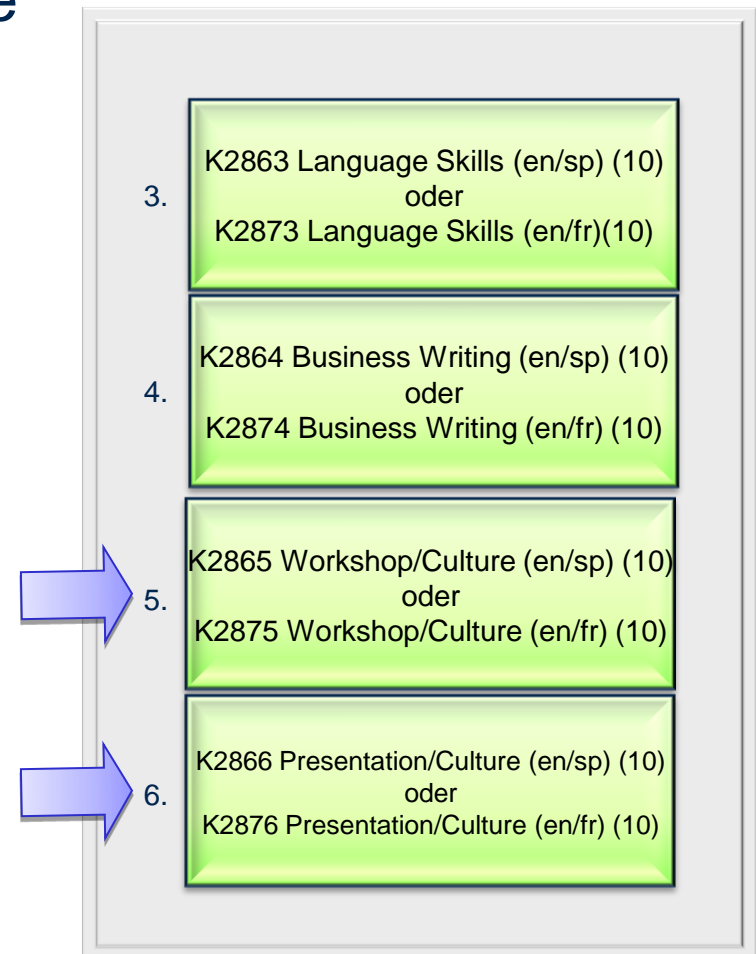 e
3.
K2863 Language Skills (en/sp) (10)
oder
K2873 Language Skills (en/fr)(10)
4.
K2864 Business Writing (en/sp) (10)
oder
K2874 Business Writing (en/fr) (10)
5.
K2865 Workshop/Culture (en/sp) (10)
oder
K2875 Workshop/Culture (en/fr) (10)
6.
K2866 Presentation/Culture (en/sp) (10)
oder
K2876 Presentation/Culture (en/fr) (10)